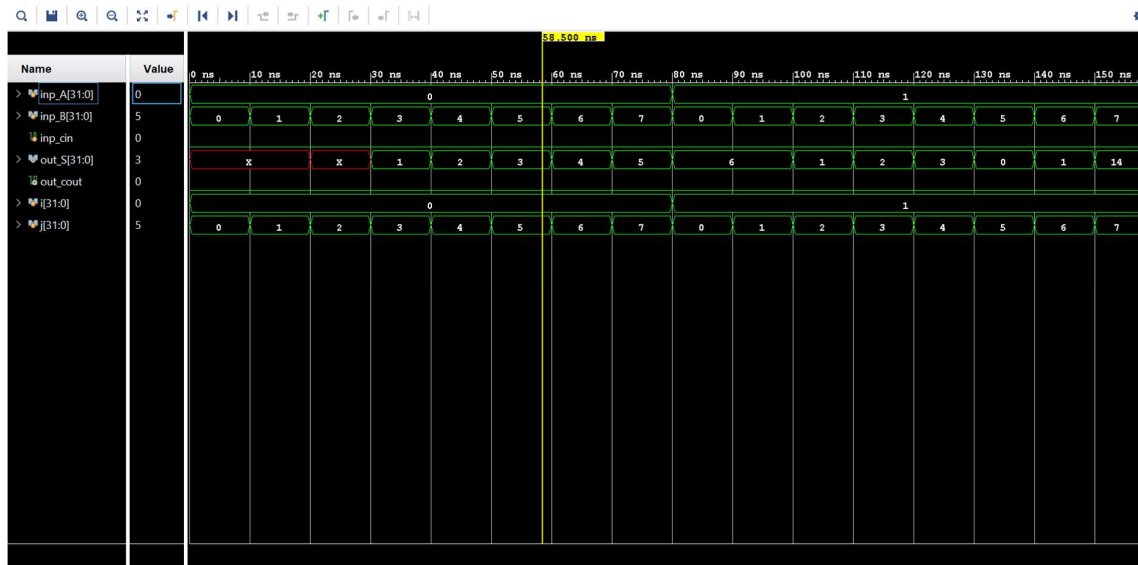 58.500 ns
Name Value
0 ns 10 ns 20 ns 30 ns 40 ns 50 ns 60 ns 70 ns 80 ns 90 ns 100 ns 110 ns 120 ns 130 ns 140 ns 150 ns
inp_A[31:0] 0 0 1
inp_B[31:0] 5 0 1 2 3 4 5 6 7 0 1 2 3 4 5 6 7
inp_cin 0
out_S[31:0] 3 X X 1 2 3 4 5 6 1 2 3 0 1 14
out_cout 0
i[31:0] 0 0 1
j[31:0] 5 0 1 2 3 4 5 6 7 0 1 2 3 4 5 6 7